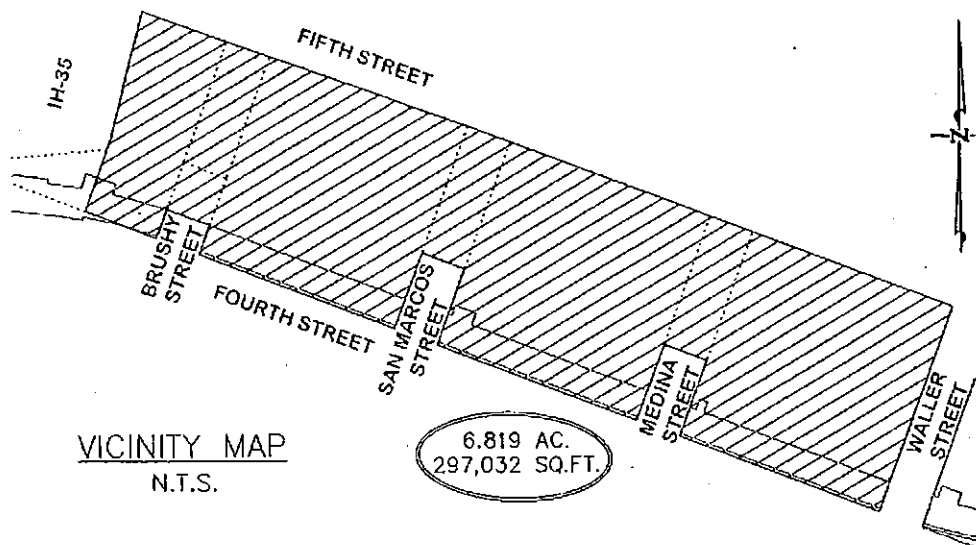 FIFTH STREET
IH-35
N
BRUSHY
STREET
FOURTH STREET
SAN MARCOS
STREET
MEDINA
STREET
WALLER
STREET
VICINITY MAP
N.T.S.
6.819 AC.
297,032 SQ.FT.